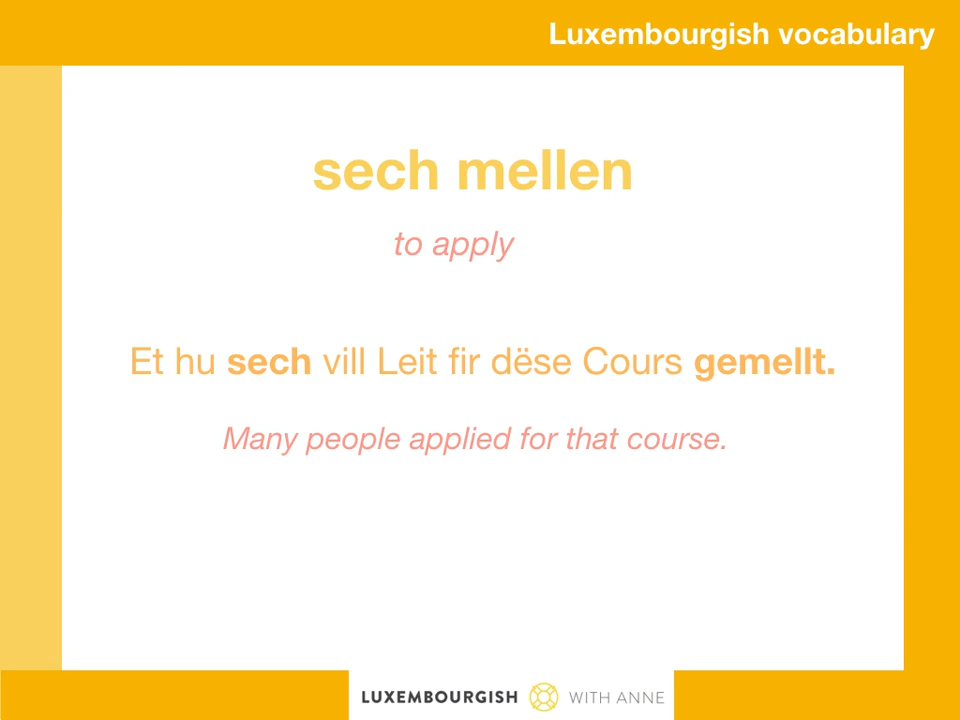 Luxembourgish vocabulary
sech mellen
to apply
Et hu sech vill Leit fir dëse Cours gemellt.
Many people applied for that course.
LUXEMBOURGISH WITH ANNE